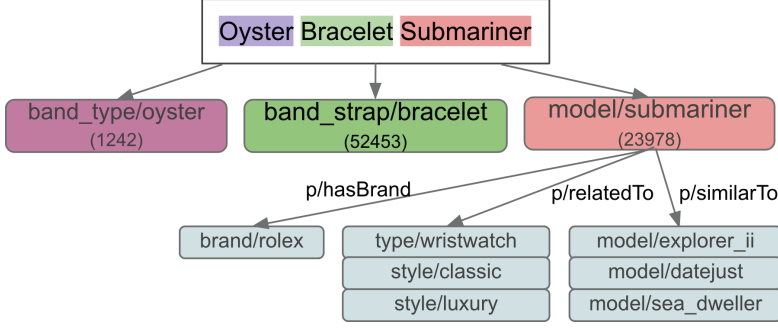 Oyster Bracelet Submariner
band_type/oyster
(1242)
band_strap/bracelet
(52453)
model/submariner
(23978)
p/hasBrand
p/relatedTo
p/similarTo
brand/rolex
type/wristwatch
style/classic
style/luxury
model/explorer_ii
model/datejust
model/sea_dweller